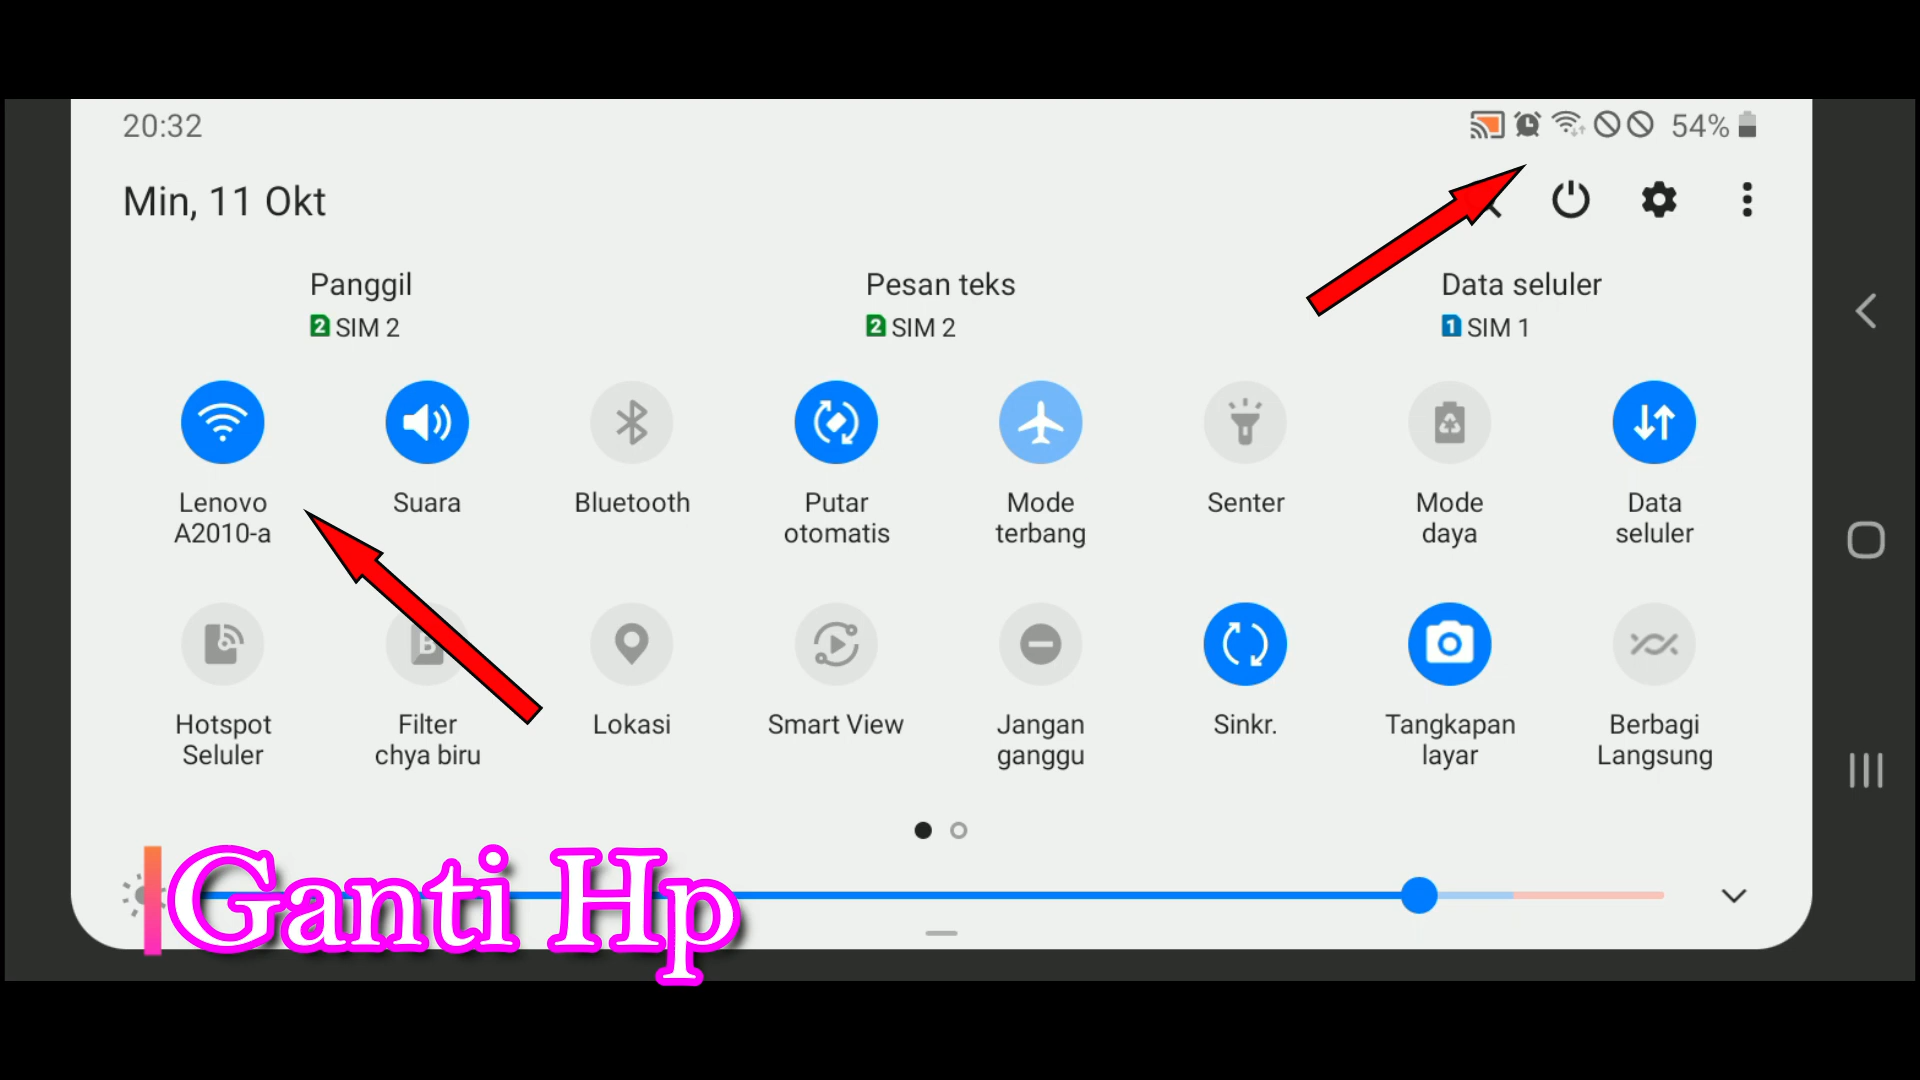 20:32
54%
Min, 11 Okt
Panggil
2 SIM 2
Pesan teks
2 SIM 2
Data seluler
1 SIM 1
Lenovo
A2010-a
Suara
Bluetooth
Putar
otomatis
Mode
terbang
Senter
Mode
daya
Data
seluler
Hotspot
Seluler
B
Filter
chya biru
Lokasi
Smart View
Jangan
ganggu
Sinkr.
Tangkapan
layar
Berbagi
Langsung
Ganti Hp